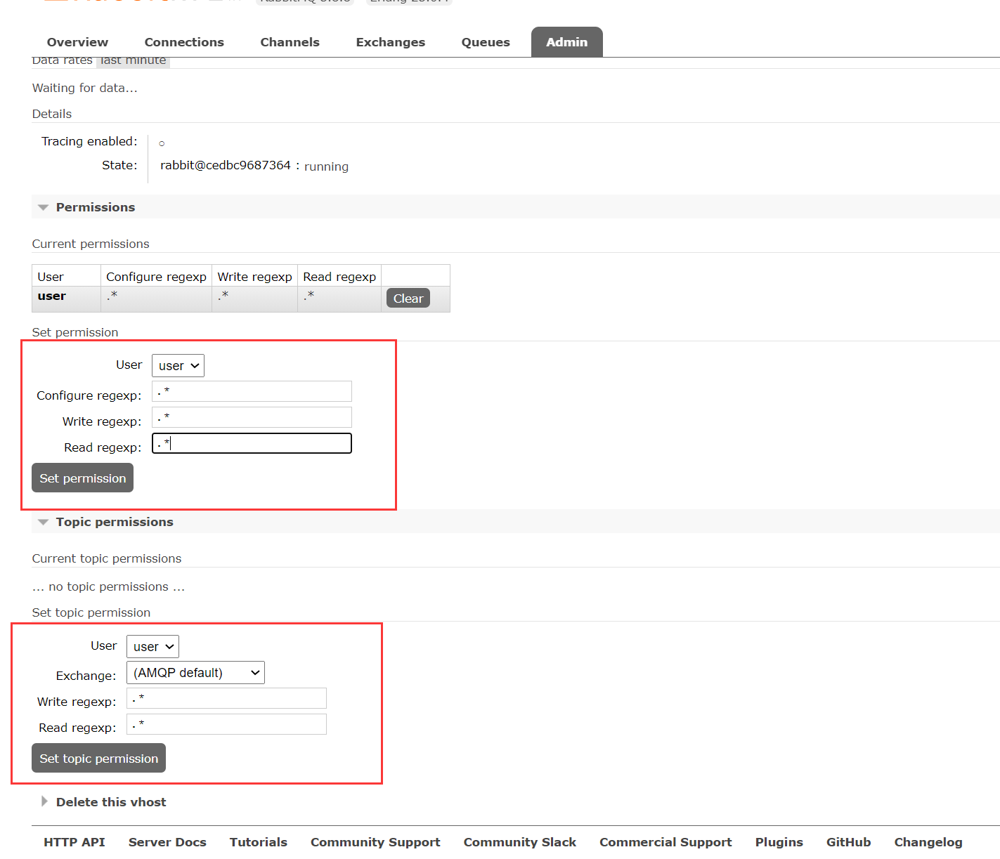 Overview Connections Channels Exchanges Queues Admin
Data rates last minute
Waiting for data...
Details
Tracing enabled: ○
State: rabbit@cedbc9687364 : running
Permissions
Current permissions
User Configure regexp Write regexp Read regexp
user .* .* .* Clear
Set permission
User user
Configure regexp: .*
Write regexp: .*
Read regexp: .*
Set permission
Topic permissions
Current topic permissions
... no topic permissions ...
Set topic permission
User user
Exchange: (AMQP default)
Write regexp: .*
Read regexp: .*
Set topic permission
Delete this vhost
HTTP API Server Docs Tutorials Community Support Community Slack Commercial Support Plugins GitHub Changelog